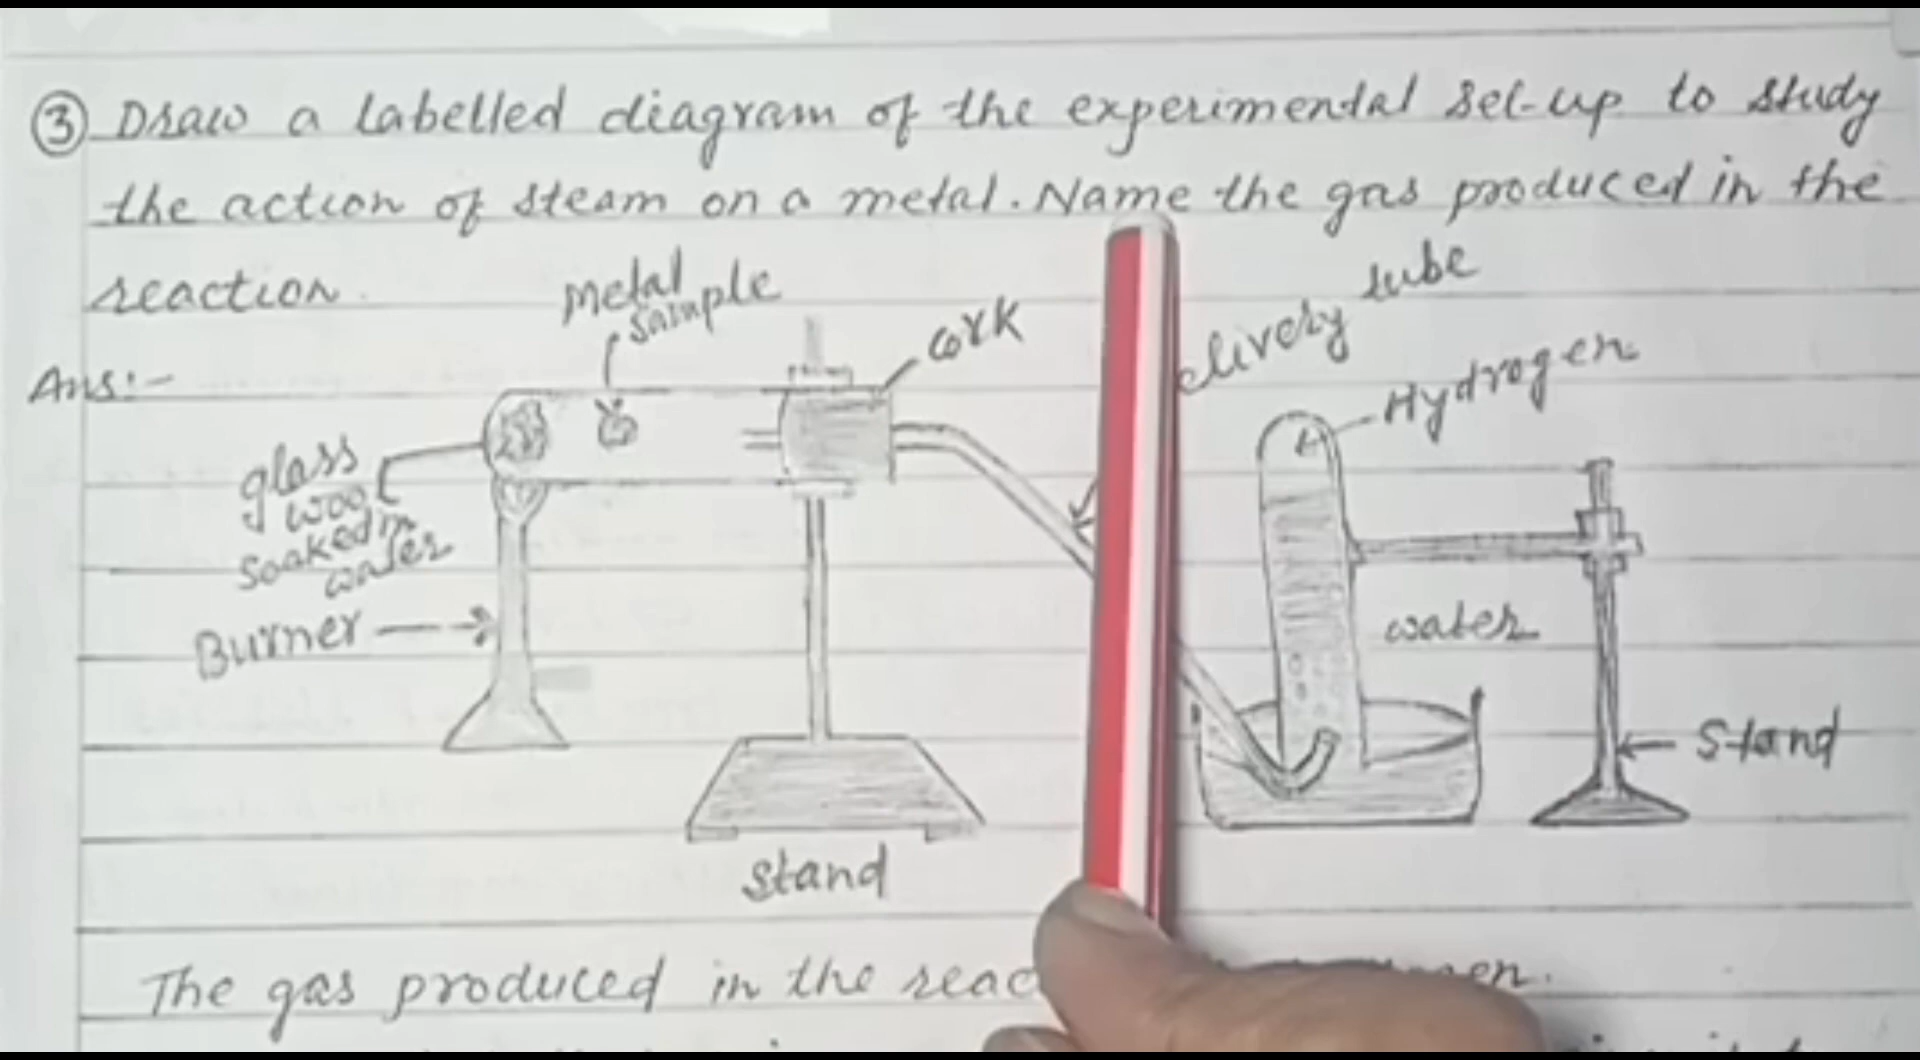 ③ Draw a labelled diagram of the experimental set-up to study
the action of steam on a metal. Name the gas produced in the
reaction.
Ans:-
Metal
sample
cork
elivery tube
Hydrogen
glass
wool
soaked in
water
Burner
water
stand
stand
The gas produced in the reac